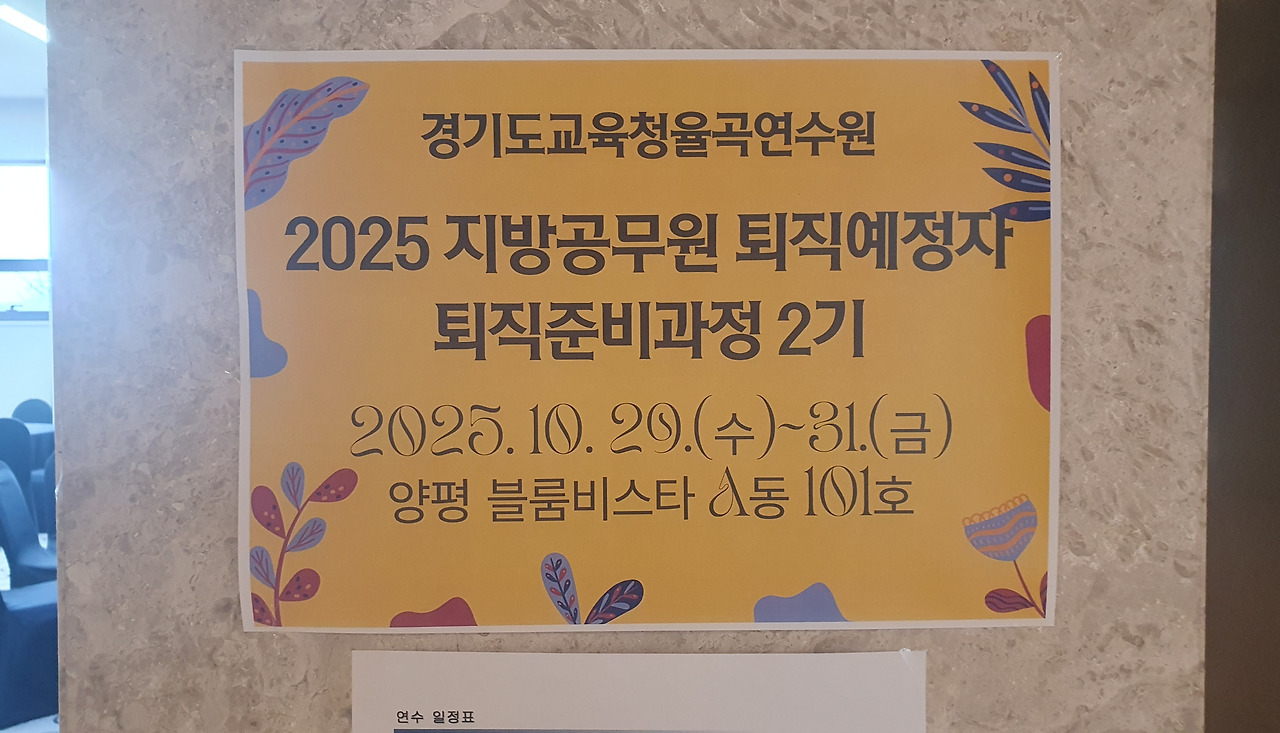 경기도교육청율곡연수원
2025 지방공무원 퇴직예정자
퇴직준비과정 2기
2025. 10. 29.(수)~31.(금)
양평 블룸비스타 A동 101호
연수 일정표